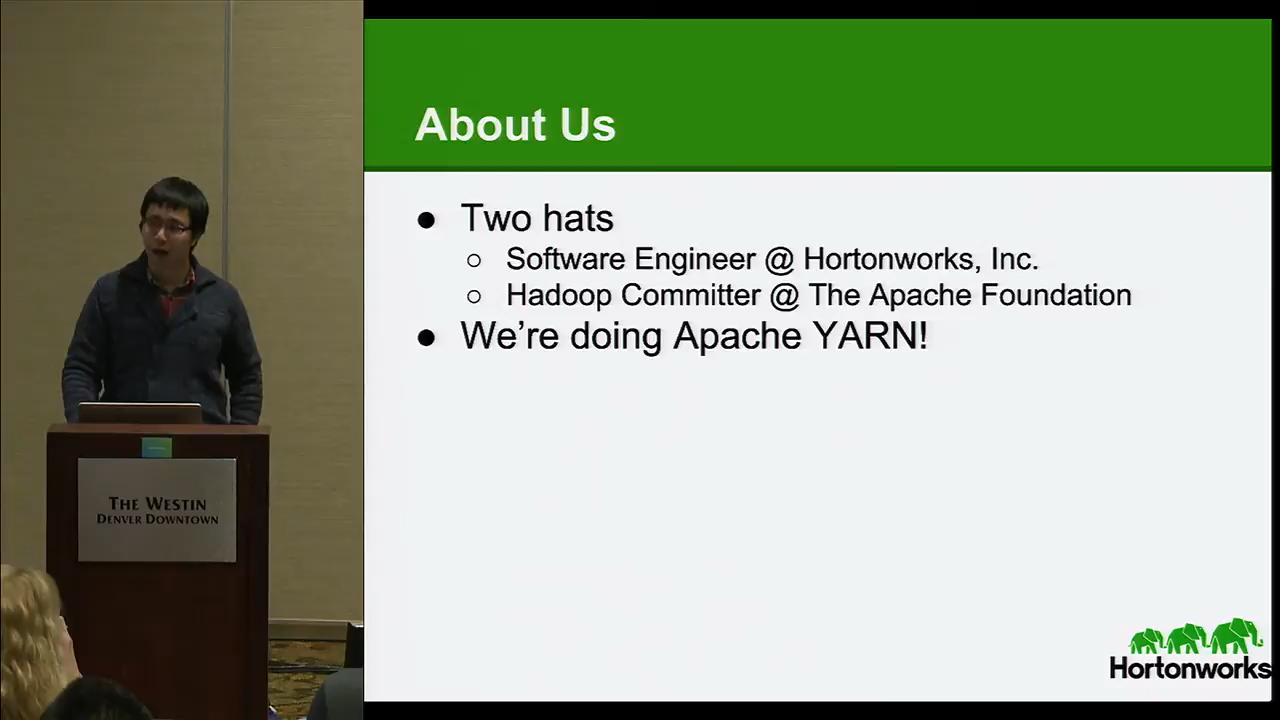 About Us
● Two hats
○ Software Engineer @ Hortonworks, Inc.
○ Hadoop Committer @ The Apache Foundation
● We’re doing Apache YARN!
Hortonworks
THE WESTIN
DENVER DOWNTOWN